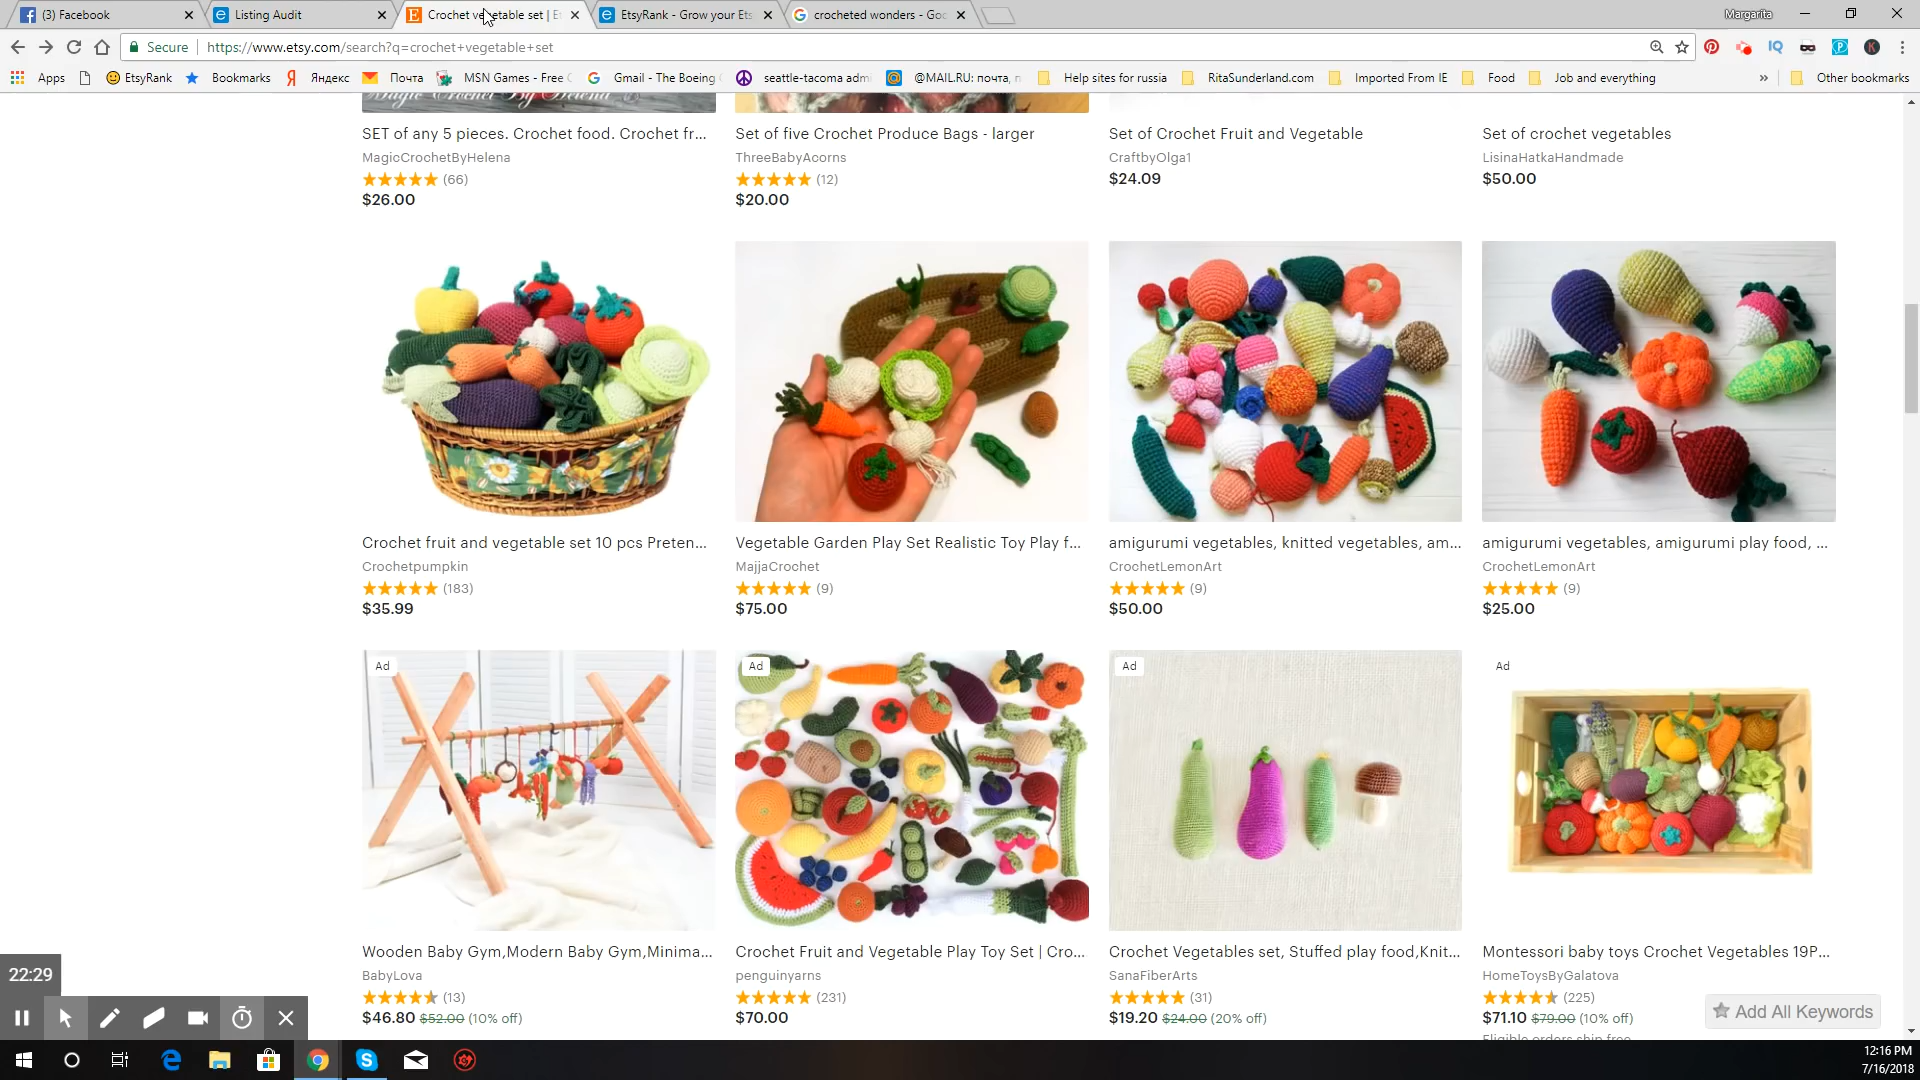 (3) Facebook
Listing Audit
Crochet vegetable set | Et
EtsyRank - Grow your Ets
crocheted wonders - Goo
Margarita
Secure
https://www.etsy.com/search?q=crochet+vegetable+set
Apps
EtsyRank
Bookmarks
Яндекс
Почта
MSN Games - Free
Gmail - The Boeing
seattle-tacoma adm
@MAIL.RU: почта,
Help sites for russia
RitaSunderland.com
Imported From IE
Food
Job and everything
»
Other bookmarks
Magic Crochet By Helena
SET of any 5 pieces. Crochet food. Crochet fr...
MagicCrochetByHelena
(66)
$26.00
Set of five Crochet Produce Bags - larger
ThreeBabyAcorns
(12)
$20.00
Set of Crochet Fruit and Vegetable
CraftbyOlga1
$24.09
Set of crochet vegetables
LisinaHatkaHandmade
$50.00
Crochet fruit and vegetable set 10 pcs Preten...
Crochetpumpkin
(183)
$35.99
Vegetable Garden Play Set Realistic Toy Play f...
MajjaCrochet
(9)
$75.00
amigurumi vegetables, knitted vegetables, am...
CrochetLemonArt
(9)
$50.00
amigurumi vegetables, amigurumi play food, ...
CrochetLemonArt
(9)
$25.00
Ad
Wooden Baby Gym,Modern Baby Gym,Minima...
BabyLova
(13)
$46.80 $52.00 (10% off)
Ad
Crochet Fruit and Vegetable Play Toy Set | Cro...
penguinyarns
(231)
$70.00
Ad
Crochet Vegetables set, Stuffed play food,Knit...
SanaFiberArts
(31)
$19.20 $24.00 (20% off)
Ad
Montessori baby toys Crochet Vegetables 19P...
HomeToysByGalatova
(225)
$71.10 $79.00 (10% off)
Eligible orders ship free
Add All Keywords
22:29
12:16 PM
7/16/2018